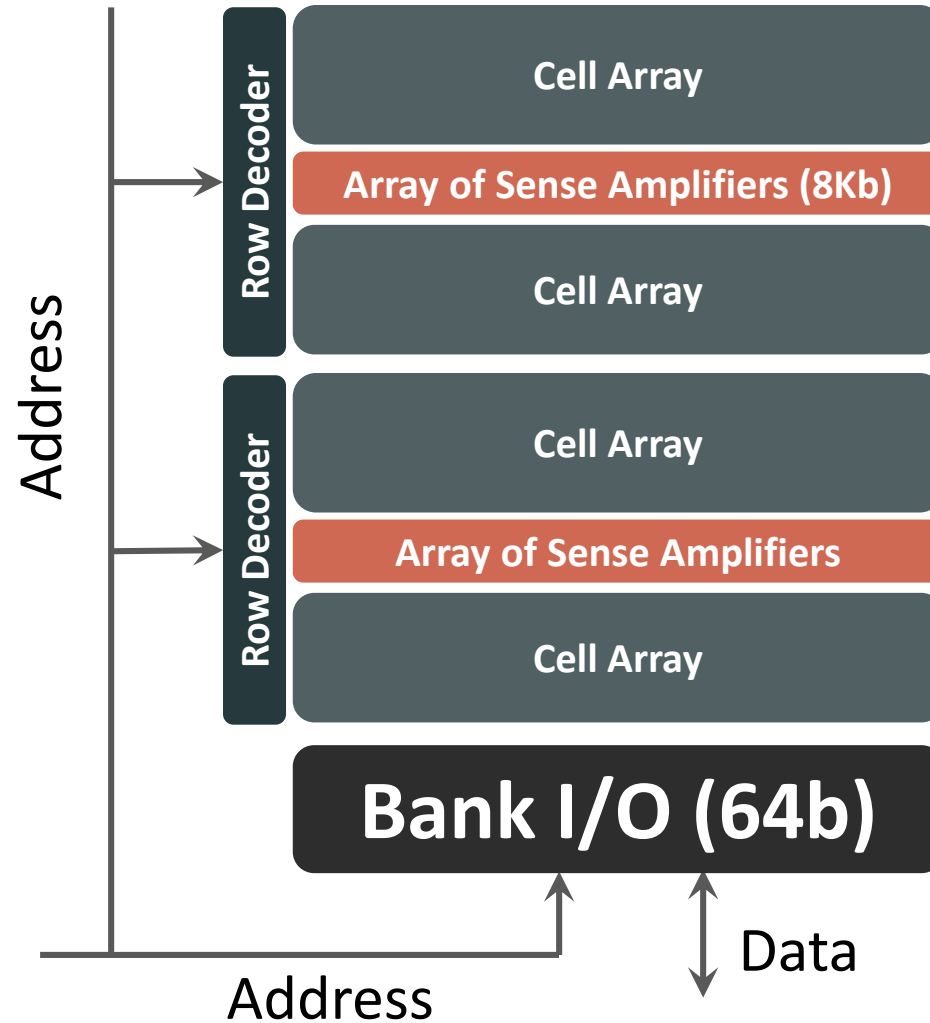 Address
Row Decoder
Cell Array
Array of Sense Amplifiers (8Kb)
Cell Array
Row Decoder
Cell Array
Array of Sense Amplifiers
Cell Array
Bank I/O (64b)
Data
Address